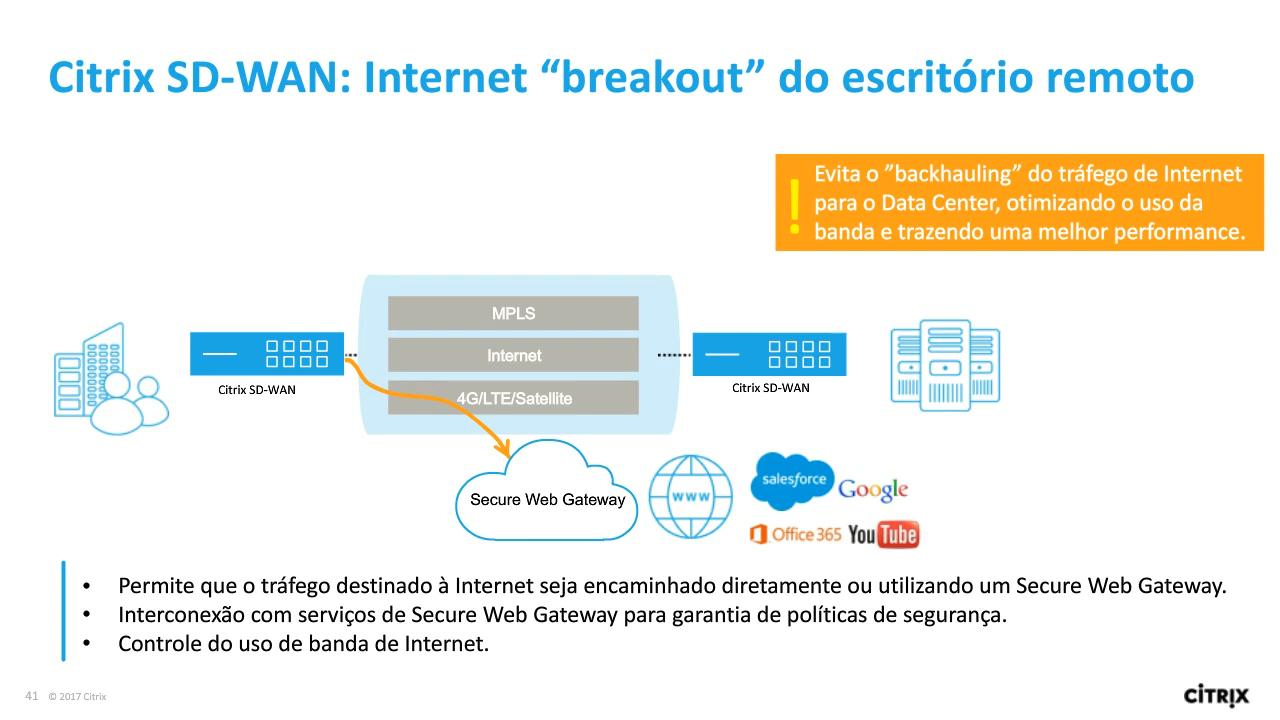 Citrix SD-WAN: Internet “breakout” do escritório remoto
!
Evita o ”backhauling” do tráfego de Internet
para o Data Center, otimizando o uso da
banda e trazendo uma melhor performance.
MPLS
Internet
4G/LTE/Satellite
Citrix SD-WAN
Citrix SD-WAN
Secure Web Gateway
www
salesforce
Google
Office 365
YouTube
• Permite que o tráfego destinado à Internet seja encaminhado diretamente ou utilizando um Secure Web Gateway.
• Interconexão com serviços de Secure Web Gateway para garantia de políticas de segurança.
• Controle do uso de banda de Internet.
41 © 2017 Citrix
CITRIX